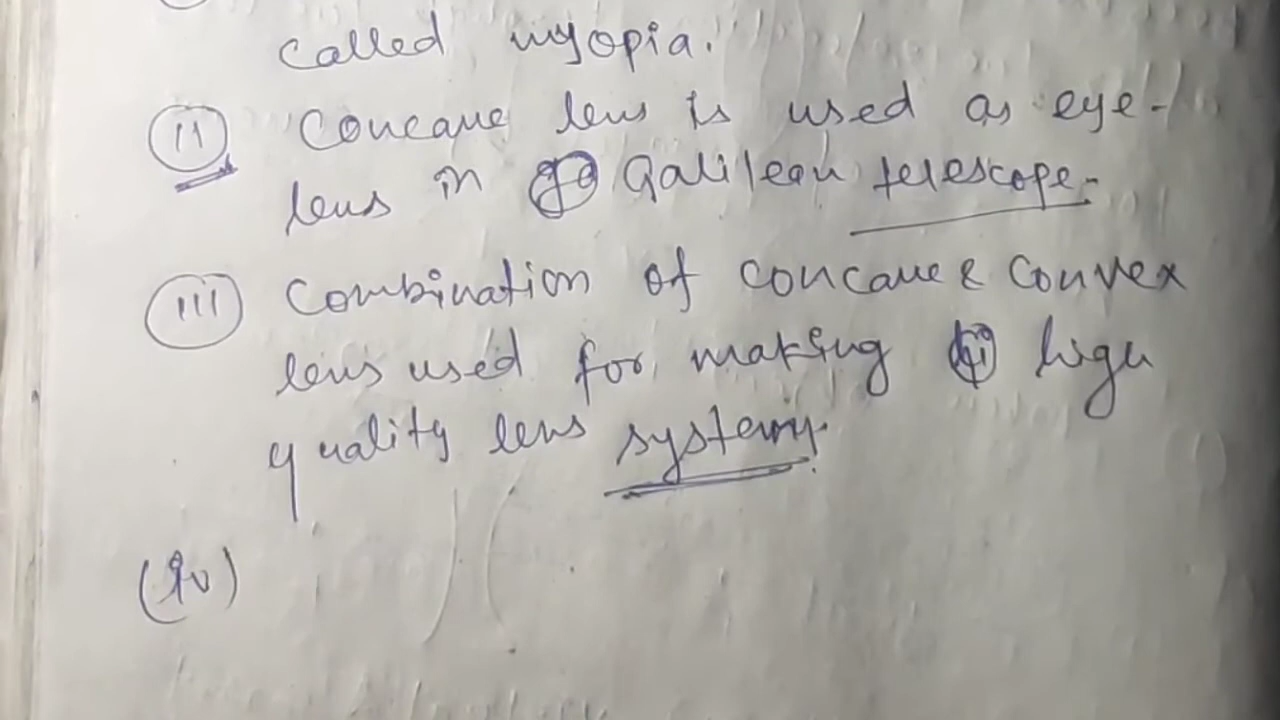 called myopia.
(II) Concave lens is used as eye-
lens in Galilean telescope.
(III) Combination of concave & convex
lens used for making high
quality lens system.
(iv)